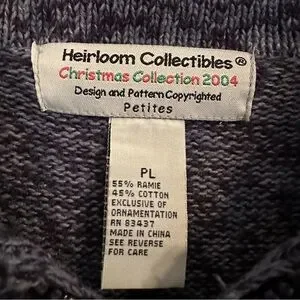 Heirloom Collectibles®
Christmas Collection 2004
Design and Pattern Copyrighted
Petites
PL
55% RAMIE
45% COTTON
EXCLUSIVE OF
ORNAMENTATION
RN 83437
MADE IN CHINA
SEE REVERSE
FOR CARE